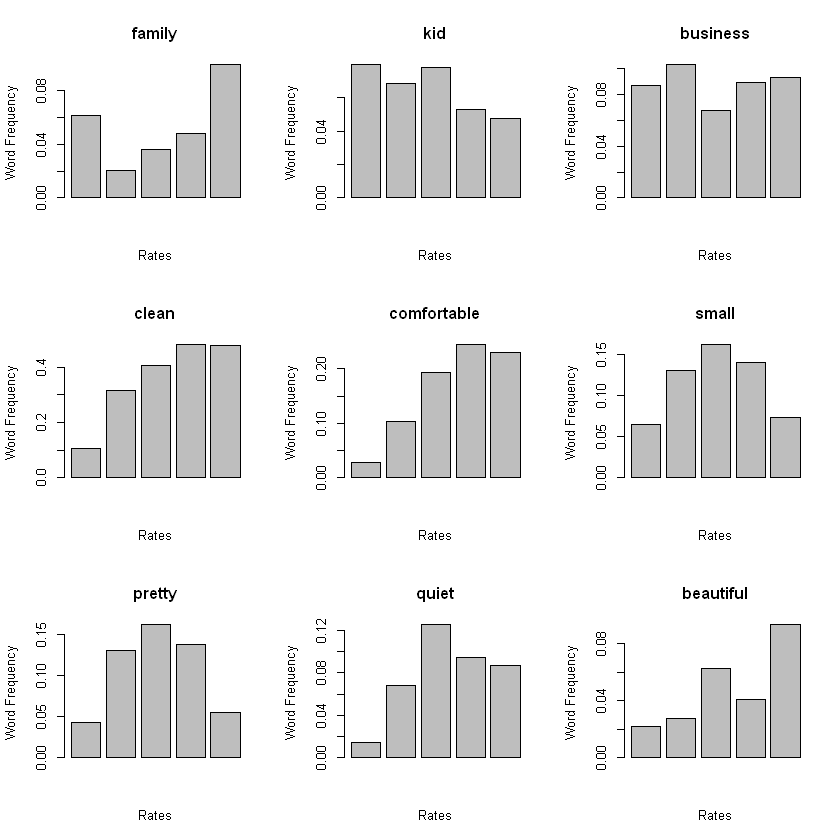 family
Word Frequency
0.00 0.04 0.08
Rates
kid
Word Frequency
0.00 0.04
Rates
business
Word Frequency
0.00 0.04 0.08
Rates
clean
Word Frequency
0.0 0.2 0.4
Rates
comfortable
Word Frequency
0.00 0.10 0.20
Rates
small
Word Frequency
0.00 0.05 0.10 0.15
Rates
pretty
Word Frequency
0.00 0.05 0.10 0.15
Rates
quiet
Word Frequency
0.00 0.04 0.08 0.12
Rates
beautiful
Word Frequency
0.00 0.04 0.08
Rates